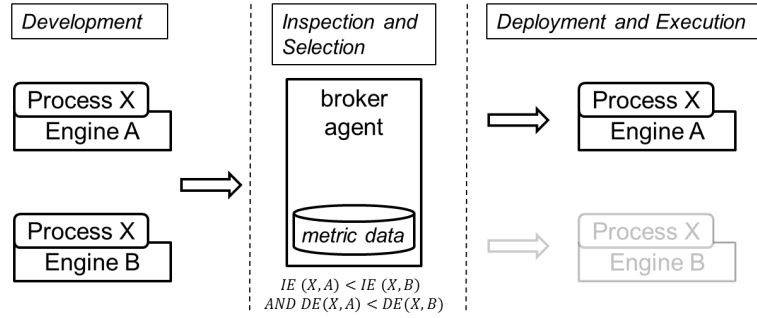 Development
Inspection and
Selection
Deployment and Execution
Process X
Engine A
Process X
Engine B
broker
agent
metric data
IE (X,A) < IE (X,B)
AND DE(X,A) < DE(X,B)
Process X
Engine A
Process X
Engine B